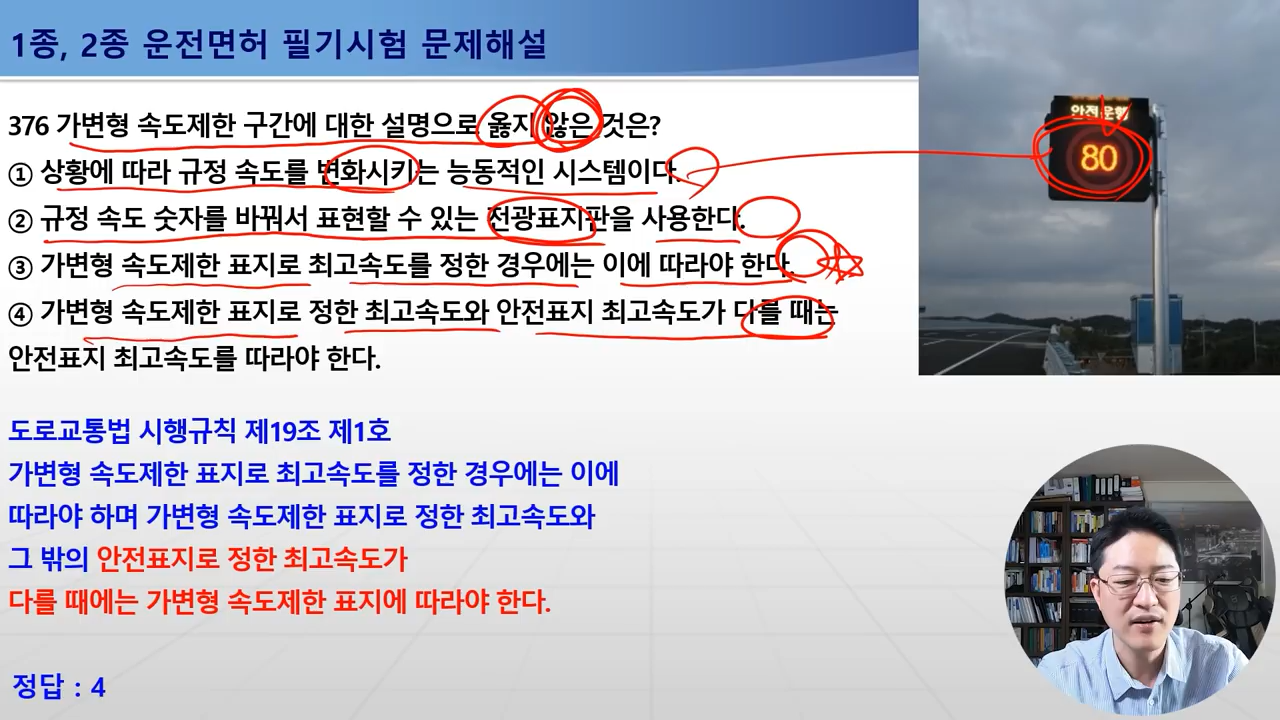 1종, 2종 운전면허 필기시험 문제해설
376 가변형 속도제한 구간에 대한 설명으로 옳지 않은 것은?
① 상황에 따라 규정 속도를 변화시키는 능동적인 시스템이다.
② 규정 속도 숫자를 바꿔서 표현할 수 있는 전광표지판을 사용한다.
③ 가변형 속도제한 표지로 최고속도를 정한 경우에는 이에 따라야 한다.
④ 가변형 속도제한 표지로 정한 최고속도와 안전표지 최고속도가 다를 때는
안전표지 최고속도를 따라야 한다.
도로교통법 시행규칙 제19조 제1호
가변형 속도제한 표지로 최고속도를 정한 경우에는 이에
따라야 하며 가변형 속도제한 표지로 정한 최고속도와
그 밖의 안전표지로 정한 최고속도가
다를 때에는 가변형 속도제한 표지에 따라야 한다.
정답 : 4
안전운행
80